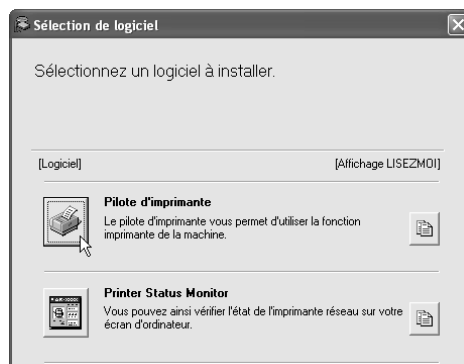 Sélection de logiciel
Sélectionnez un logiciel à installer.
[Logiciel] [Affichage LISEZMOI]
Pilote d'imprimante
Le pilote d'imprimante vous permet d'utiliser la fonction
imprimante de la machine.
Printer Status Monitor
Vous pouvez ainsi vérifier l'état de l'imprimante réseau sur votre
écran d'ordinateur.